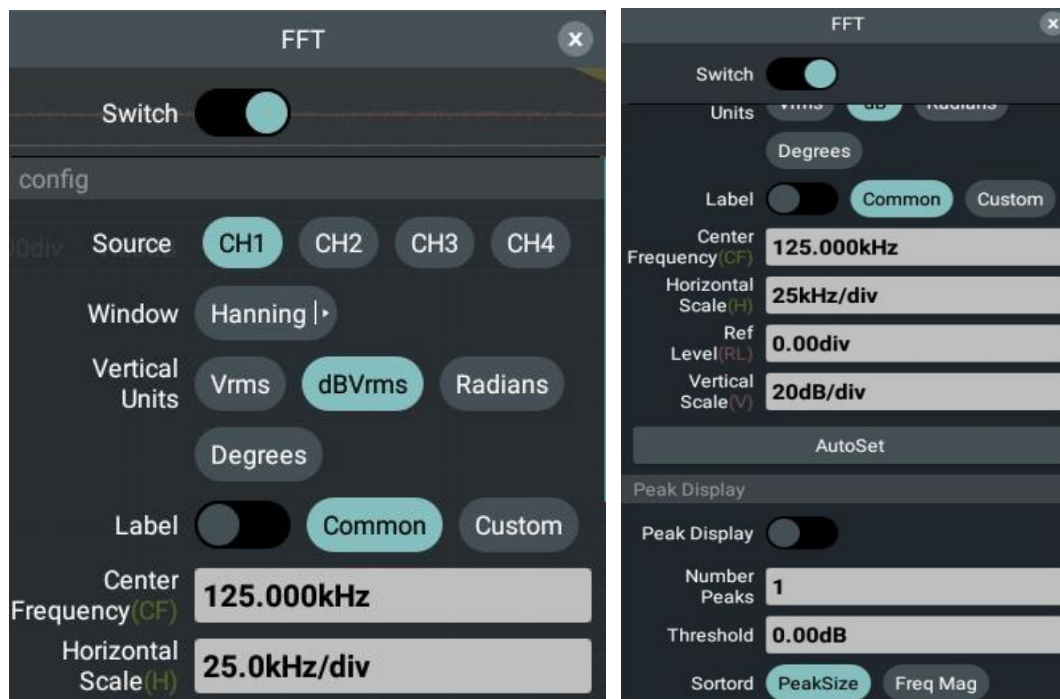 FFT
Switch
config
Source CH1 CH2 CH3 CH4
Window Hanning
Vertical
Units Vrms dBVrms Radians
Degrees
Label Common Custom
Center
Frequency(CF) 125.000kHz
Horizontal
Scale(H) 25.0kHz/div
FFT
Switch
Units Vrms dB Radians
Degrees
Label Common Custom
Center
Frequency(CF) 125.000kHz
Horizontal
Scale(H) 25kHz/div
Ref
Level(RL) 0.00div
Vertical
Scale(V) 20dB/div
AutoSet
Peak Display
Peak Display
Number
Peaks 1
Threshold 0.00dB
Sortord PeakSize Freq Mag